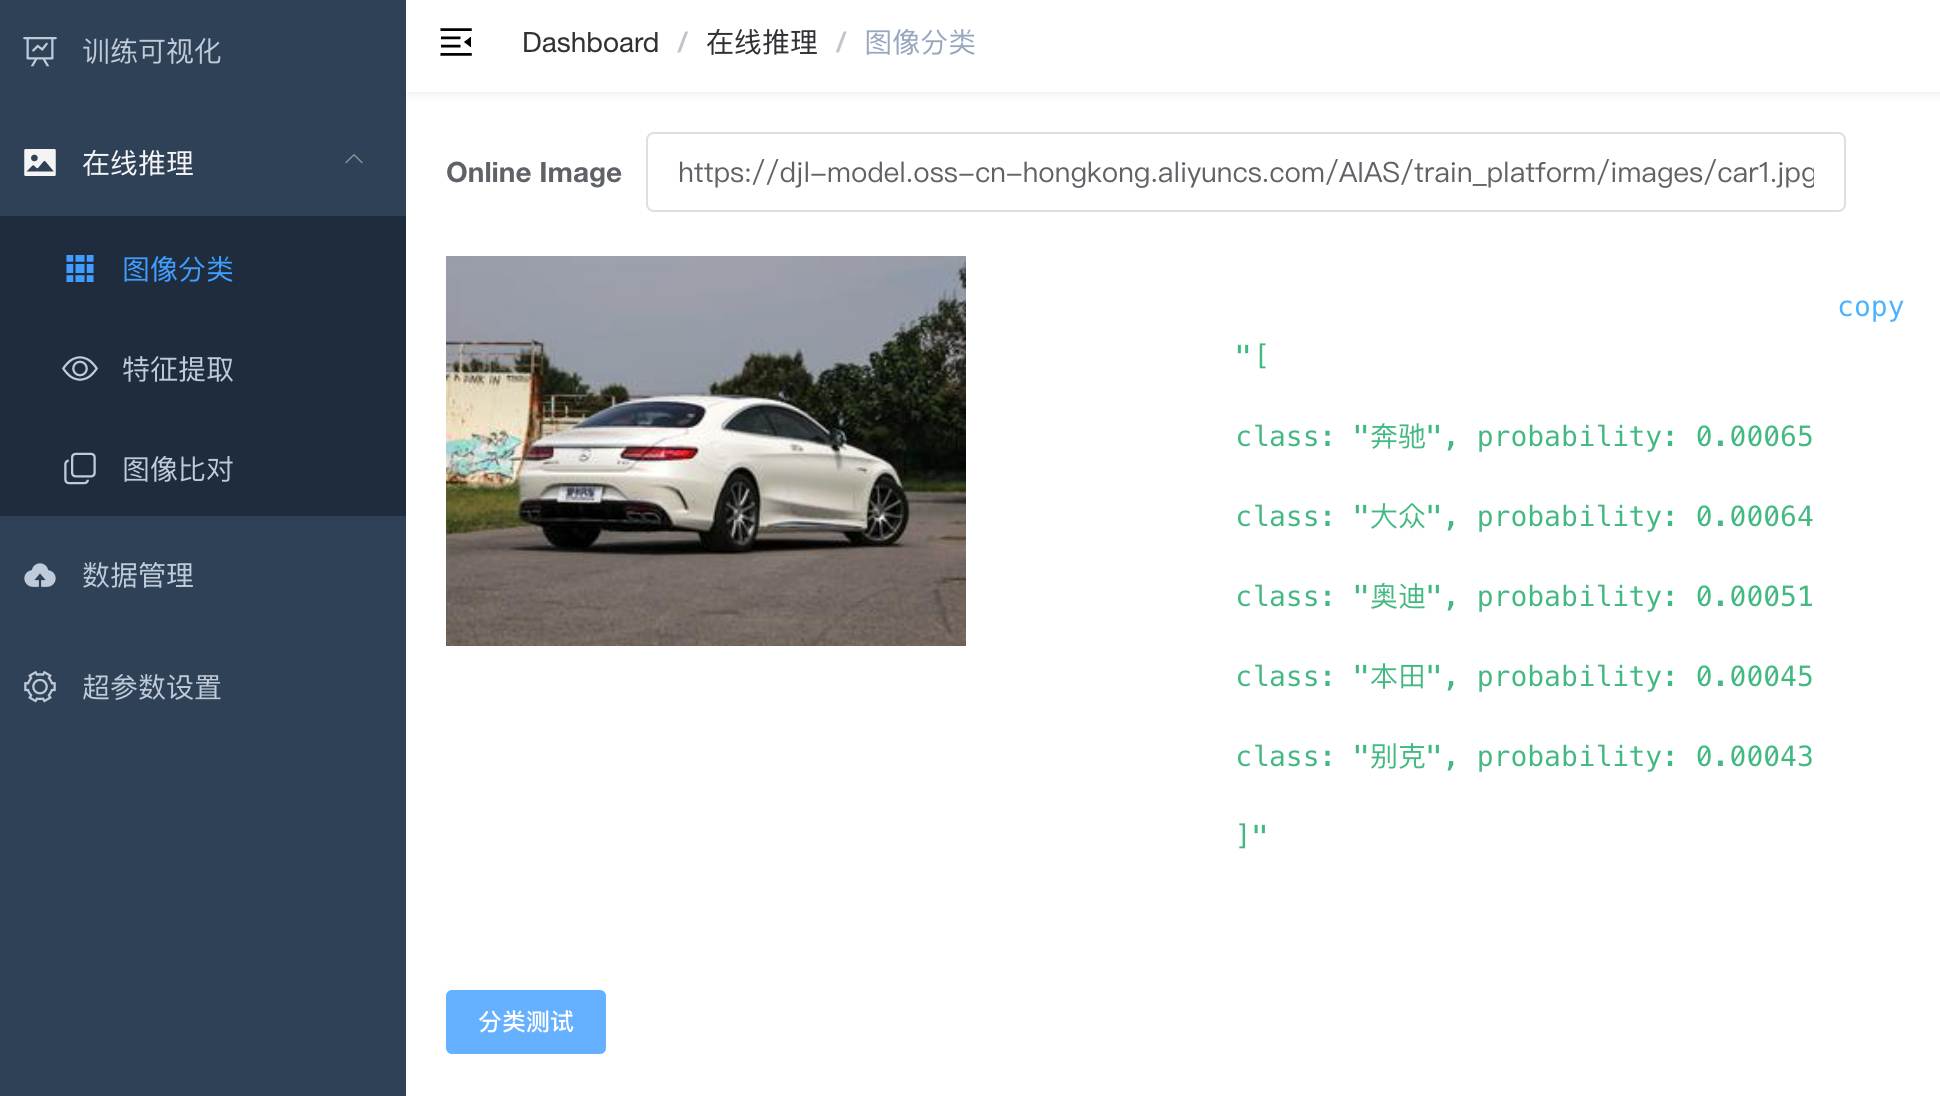 训练可视化
在线推理
图像分类
特征提取
图像比对
数据管理
超参数设置
Dashboard / 在线推理 / 图像分类
Online Image https://djl-model.oss-cn-hongkong.aliyuncs.com/AIAS/train_platform/images/car1.jpg
copy
"[
class: "奔驰", probability: 0.00065
class: "大众", probability: 0.00064
class: "奥迪", probability: 0.00051
class: "本田", probability: 0.00045
class: "别克", probability: 0.00043
]"
分类测试